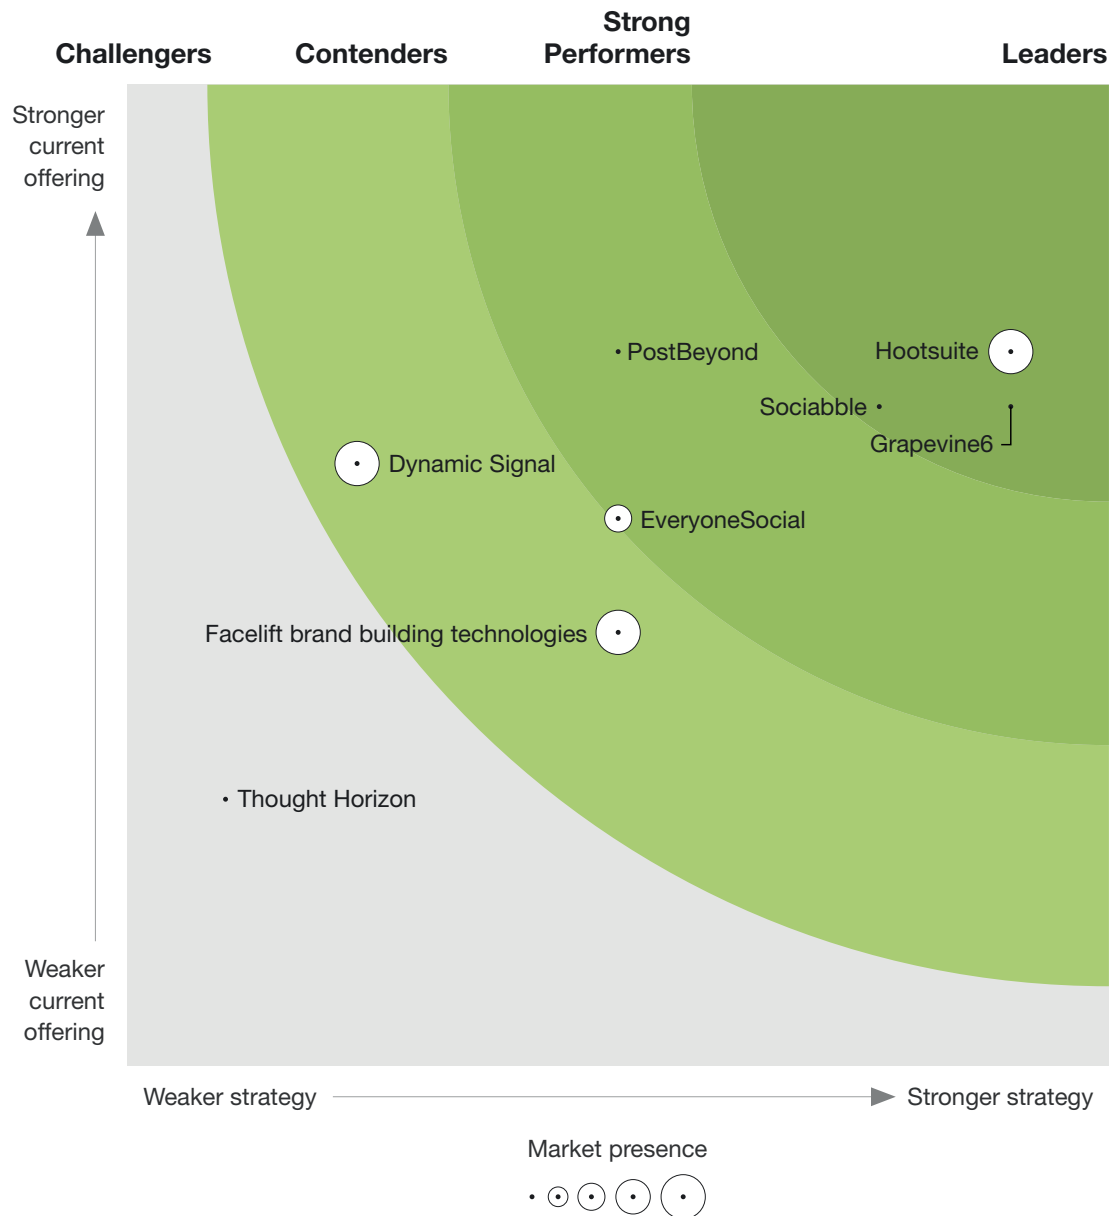 Challengers
Contenders
Strong
Performers
Leaders
Stronger
current
offering
PostBeyond
Hootsuite
Sociabble
Grapevine6
Dynamic Signal
EveryoneSocial
Facelift brand building technologies
Thought Horizon
Weaker
current
offering
Weaker strategy
Stronger strategy
Market presence